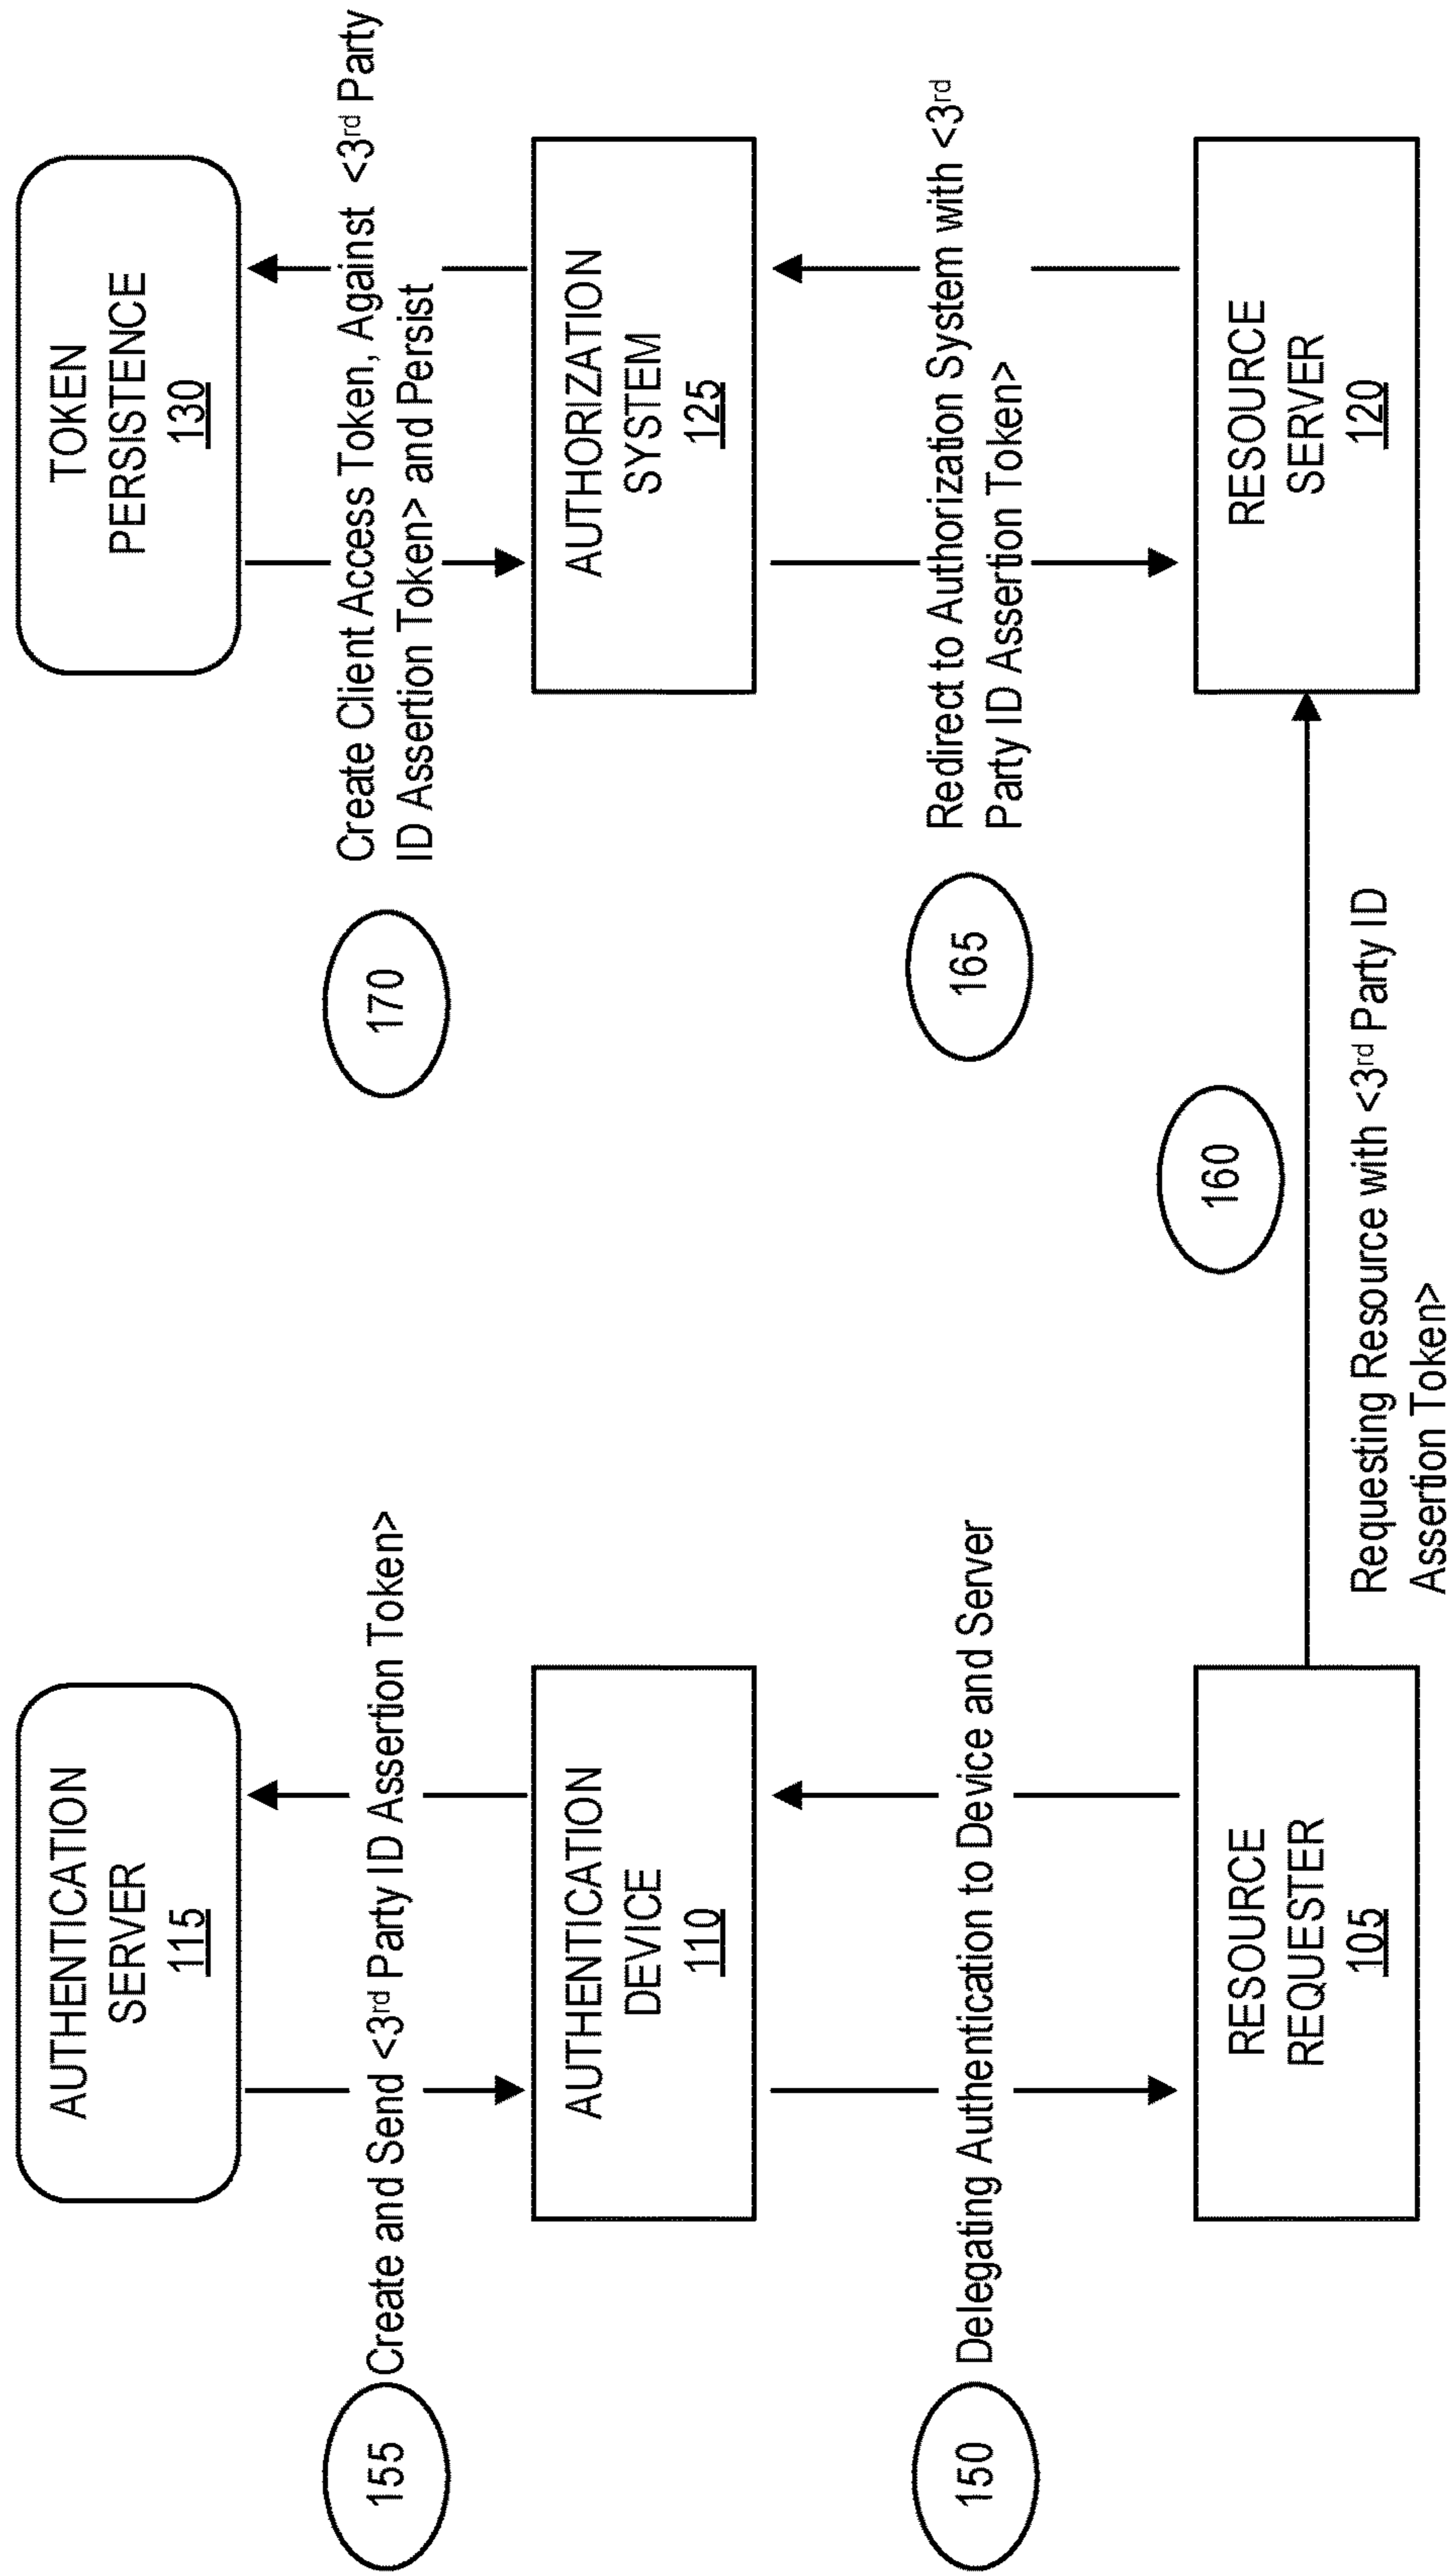 AUTHENTICATION
SERVER
115
155
Create and Send <3rd Party ID Assertion Token>
AUTHENTICATION
DEVICE
110
150
Delegating Authentication to Device and Server
RESOURCE
REQUESTER
105
160
Requesting Resource with <3rd Party ID
Assertion Token>
TOKEN
PERSISTENCE
130
170
Create Client Access Token, Against <3rd Party
ID Assertion Token> and Persist
AUTHORIZATION
SYSTEM
125
165
Redirect to Authorization System with <3rd
Party ID Assertion Token>
RESOURCE
SERVER
120